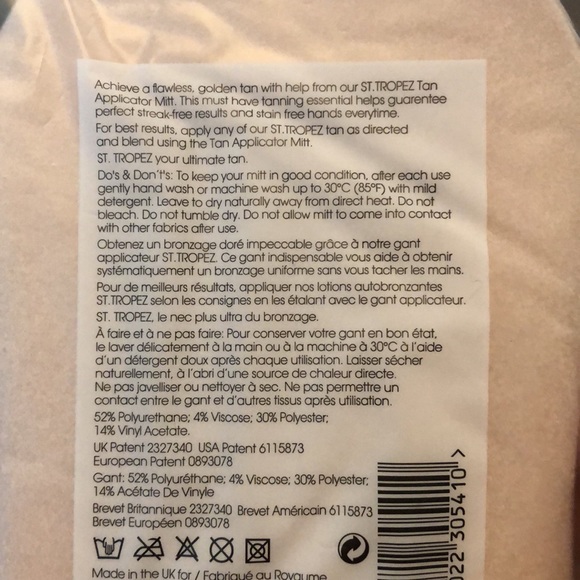 Achieve a flawless, golden tan with help from our ST.TROPEZ Tan
Applicator Mitt. This must have tanning essential helps guarentee
perfect streak-free results and stain free hands everytime.
For best results, apply any of our ST.TROPEZ tan as directed
and blend using the Tan Applicator Mitt.
ST. TROPEZ your ultimate tan.
Do's & Don't's: To keep your mitt in good condition, after each use
gently hand wash or machine wash up to 30°C (85°F) with mild
detergent. Leave to dry naturally away from direct heat. Do not
bleach. Do not tumble dry. Do not allow mitt to come into contact
with other fabrics after use.
Obtenez un bronzage doré impeccable grâce à notre gant
applicateur ST.TROPEZ. Ce gant indispensable vous aide à obtenir
systématiquement un bronzage uniforme sans vous tacher les mains.
Pour de meilleurs résultats, appliquer nos lotions autobronzantes
ST.TROPEZ selon les consignes en les étalant avec le gant applicateur.
ST. TROPEZ, le nec plus ultra du bronzage.
À faire et à ne pas faire: Pour conserver votre gant en bon état,
le laver délicatement à la main ou à la machine à 30°C à l'aide
d'un détergent doux après chaque utilisation. Laisser sécher
naturellement, à l'abri d'une source de chaleur directe.
Ne pas javelliser ou nettoyer à sec. Ne pas permettre un
contact entre le gant et d'autres tissus après utilisation.
52% Polyurethane; 4% Viscose; 30% Polyester;
14% Vinyl Acetate.
UK Patent 2327340 USA Patent 6115873
European Patent 0893078
Gant: 52% Polyuréthane; 4% Viscose; 30% Polyester;
14% Acétate De Vinyle
Brevet Britannique 2327340 Brevet Américain 6115873
Brevet Européen 0893078
Made in the UK for / Fabriqué au Royaume
22"305410">